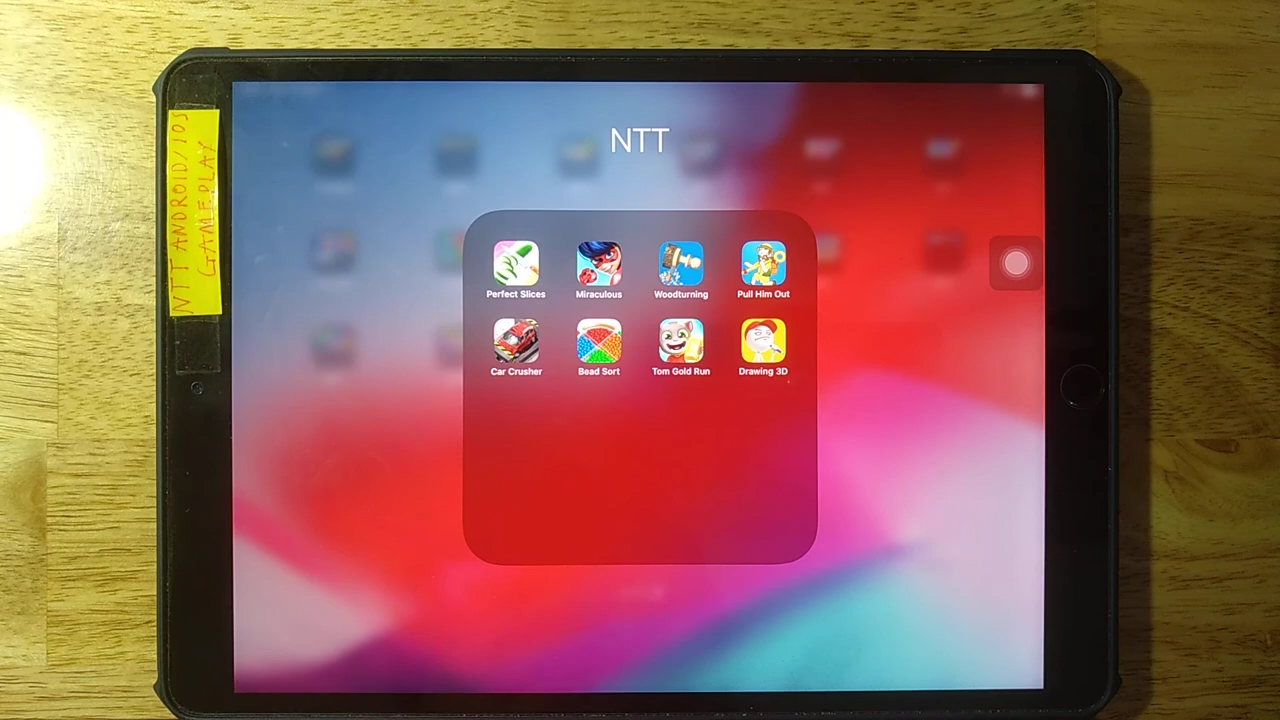 NTT ANDROID/IOS
GAMEPLAY
NTT
Perfect Slices
Miraculous
Woodturning
Pull Him Out
Car Crusher
Bead Sort
Tom Gold Run
Drawing 3D